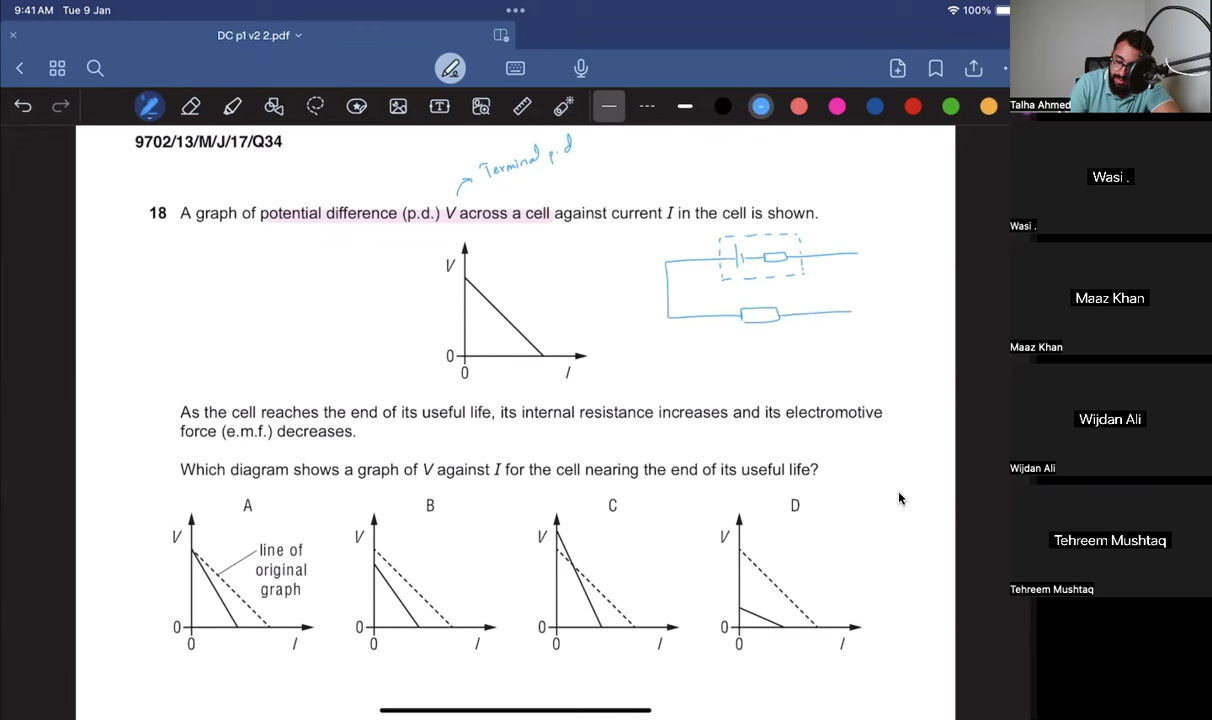 9:41 AM Tue 9 Jan
100%
DC p1 v2 2.pdf
Talha Ahmed
9702/13/M/J/17/Q34
Terminal p.d
18 A graph of potential difference (p.d.) V across a cell against current I in the cell is shown.
V
0
0
I
As the cell reaches the end of its useful life, its internal resistance increases and its electromotive
force (e.m.f.) decreases.
Which diagram shows a graph of V against I for the cell nearing the end of its useful life?
A
B
C
D
V
line of
original
graph
0
0
I
V
0
0
I
V
0
0
I
V
0
0
I
Wasi .
Wasi .
Maaz Khan
Maaz Khan
Wijdan Ali
Wijdan Ali
Tehreem Mushtaq
Tehreem Mushtaq